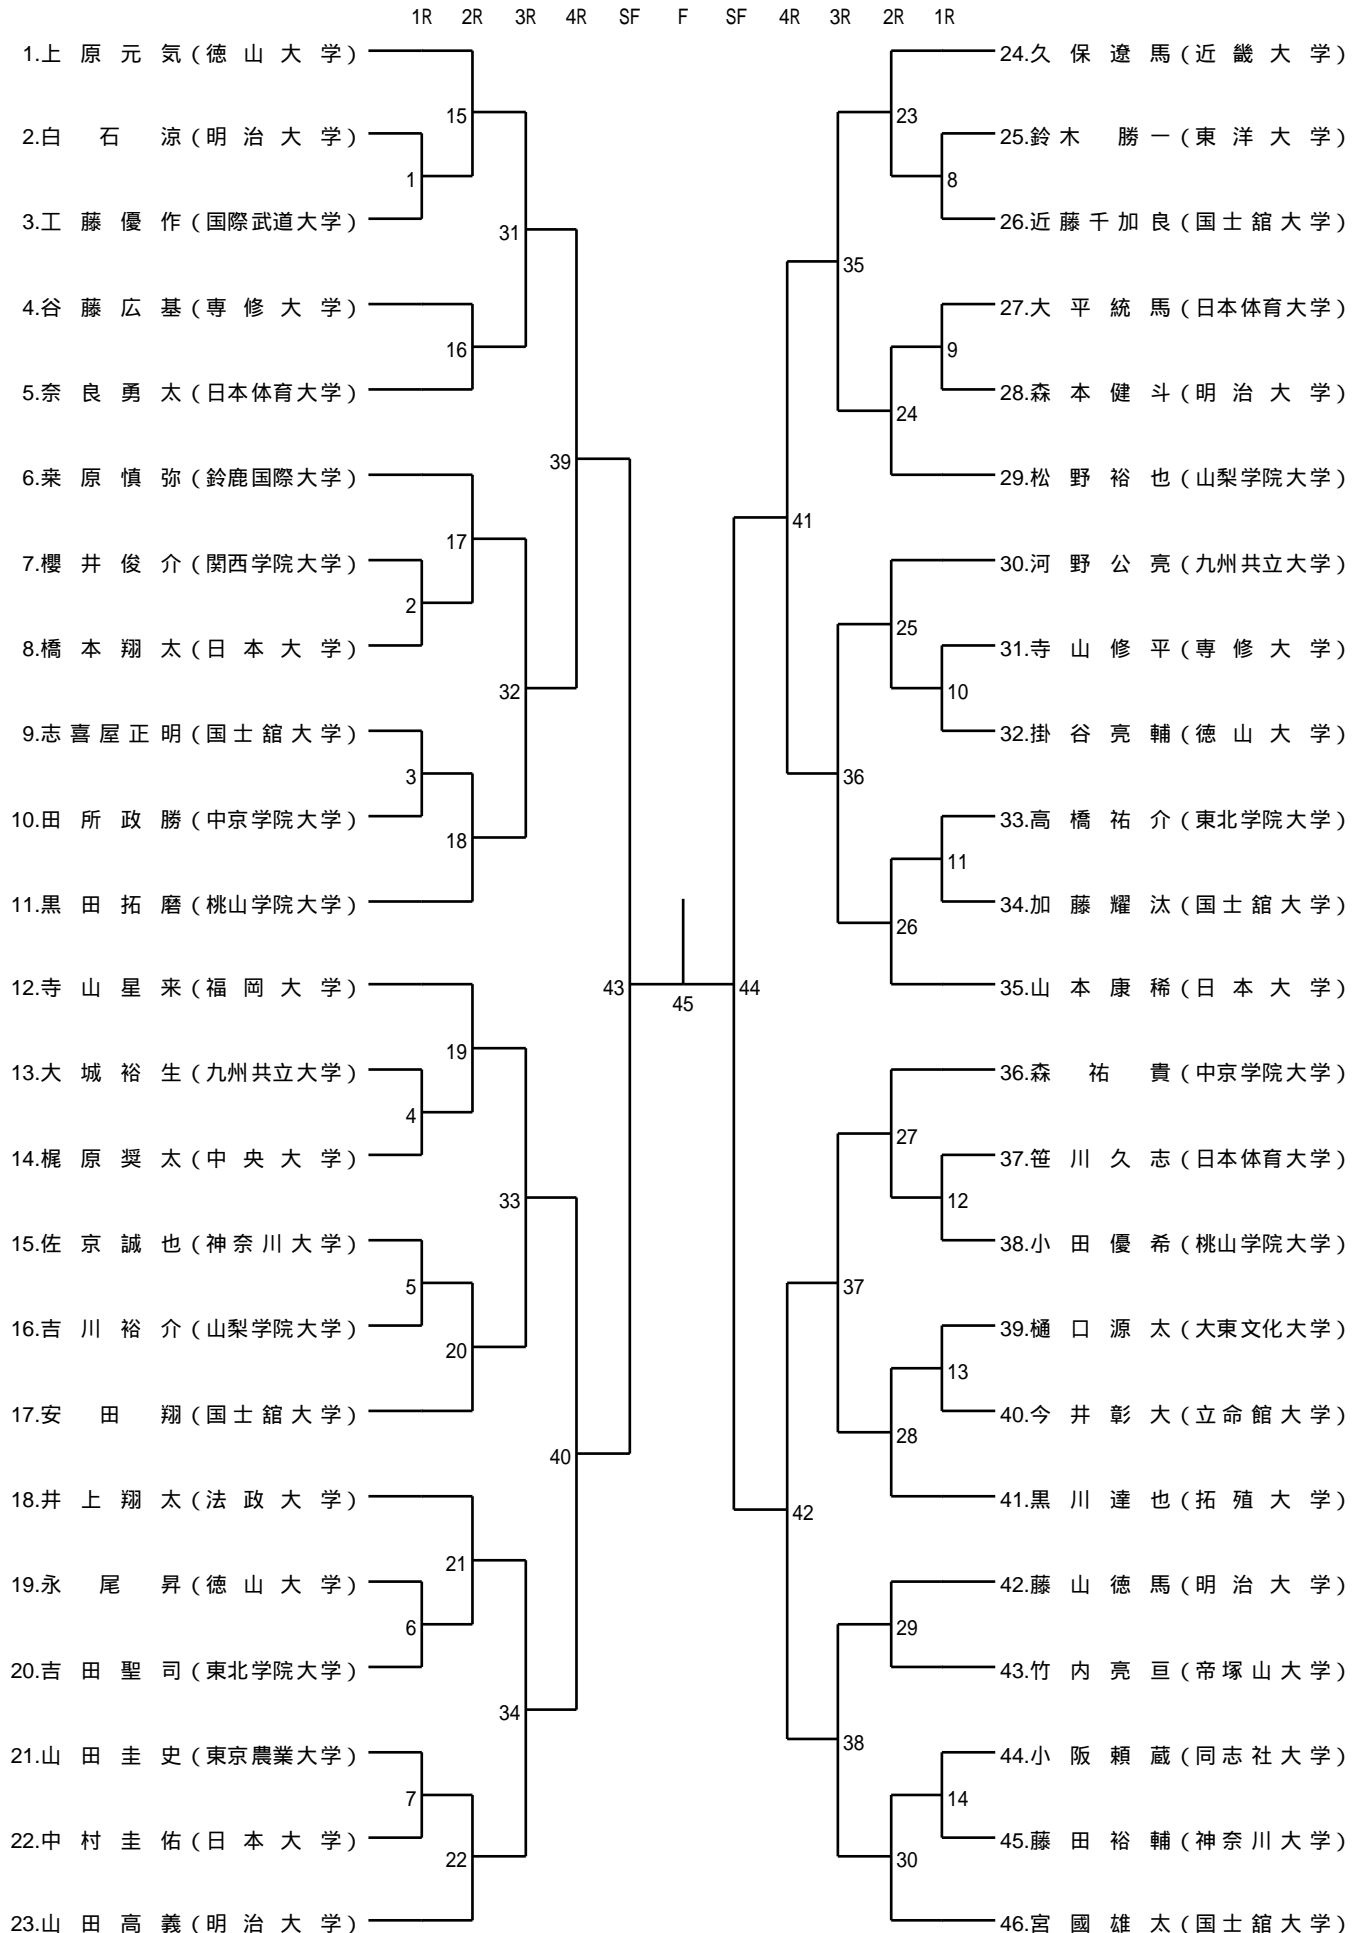 1R 2R 3R 4R SF F SF 4R 3R 2R 1R
1.上原元気(徳山大学)
2.白石涼(明治大学)
3.工藤優作(国際武道大学)
4.谷藤広基(専修大学)
5.奈良勇太(日本体育大学)
6.来原慎弥(鈴鹿国際大学)
7.櫻井俊介(関西学院大学)
8.橋本翔太(日本大学)
9.志喜屋正明(国士舘大学)
10.田所政勝(中京学院大学)
11.黒田拓磨(桃山学院大学)
12.寺山星来(福岡大学)
13.大城裕生(九州共立大学)
14.梶原奨太(中央大学)
15.佐京誠也(神奈川大学)
16.吉川裕介(山梨学院大学)
17.安田翔(国士舘大学)
18.井上翔太(法政大学)
19.永尾昇(徳山大学)
20.吉田聖司(東北学院大学)
21.山田圭史(東京農業大学)
22.中村圭佑(日本大学)
23.山田高義(明治大学)
1
2
3
4
5
6
7
15
16
17
18
19
20
21
22
31
32
33
34
39
40
43
45
44
41
42
35
36
37
38
23
24
25
26
27
28
29
30
8
9
10
11
12
13
14
24.久保遼馬(近畿大学)
25.鈴木勝一(東洋大学)
26.近藤千加良(国士舘大学)
27.大平統馬(日本体育大学)
28.森本健斗(明治大学)
29.松野裕也(山梨学院大学)
30.河野公亮(九州共立大学)
31.寺山修平(専修大学)
32.掛谷亮輔(徳山大学)
33.高橋祐介(東北学院大学)
34.加藤耀汰(国士舘大学)
35.山本康稀(日本大学)
36.森祐貴(中京学院大学)
37.笹川久志(日本体育大学)
38.小田優希(桃山学院大学)
39.樋口源太(大東文化大学)
40.今井彰大(立命館大学)
41.黒川達也(拓殖大学)
42.藤山徳馬(明治大学)
43.竹内亮亘(帝塚山大学)
44.小阪頼蔵(同志社大学)
45.藤田裕輔(神奈川大学)
46.宮國雄太(国士舘大学)